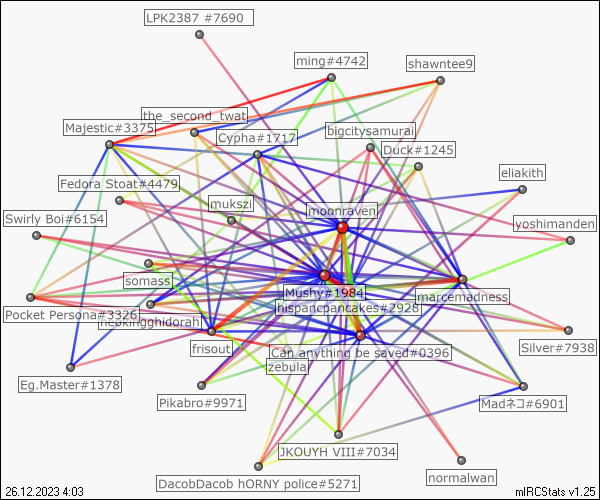 LPK2387 #7690
ming#4742
shawntee9
the_second_twat
Majestic#3375
Cypha#1717
bigcitysamurai
Duck#1245
Fedora Stoat#4479
eliakith
mukszi
moonraven
Swirly Boi#6154
yoshimanden
somass
Mushy#1984
marcemadness
Pocket Persona#3326
neokingghidorah
hispancpancakes#2928
frisout
Can anything be saved#0396
Silver#7938
zebula
Eg.Master#1378
Pikabro#9971
Madネコ#6901
JKOUYH VIII#7034
DacobDacob hORNY police#5271
normalwan
26.12.2023 4:03
mIRCStats v1.25